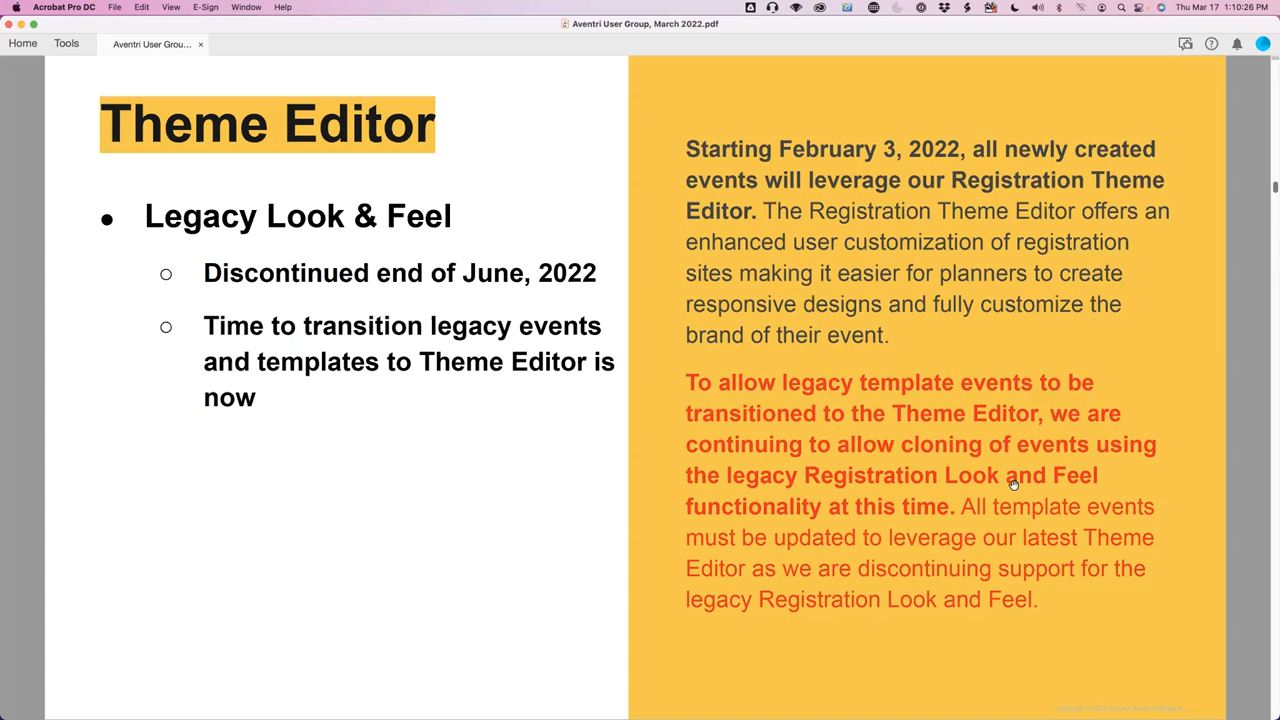 Acrobat Pro DC File Edit View E-Sign Window Help Thu Mar 17 1:10:26 PM
Aventri User Group, March 2022.pdf
Home Tools Aventri User Grou... ×
Theme Editor
● Legacy Look & Feel
○ Discontinued end of June, 2022
○ Time to transition legacy events
and templates to Theme Editor is
now
Starting February 3, 2022, all newly created
events will leverage our Registration Theme
Editor. The Registration Theme Editor offers an
enhanced user customization of registration
sites making it easier for planners to create
responsive designs and fully customize the
brand of their event.
To allow legacy template events to be
transitioned to the Theme Editor, we are
continuing to allow cloning of events using
the legacy Registration Look and Feel
functionality at this time. All template events
must be updated to leverage our latest Theme
Editor as we are discontinuing support for the
legacy Registration Look and Feel.